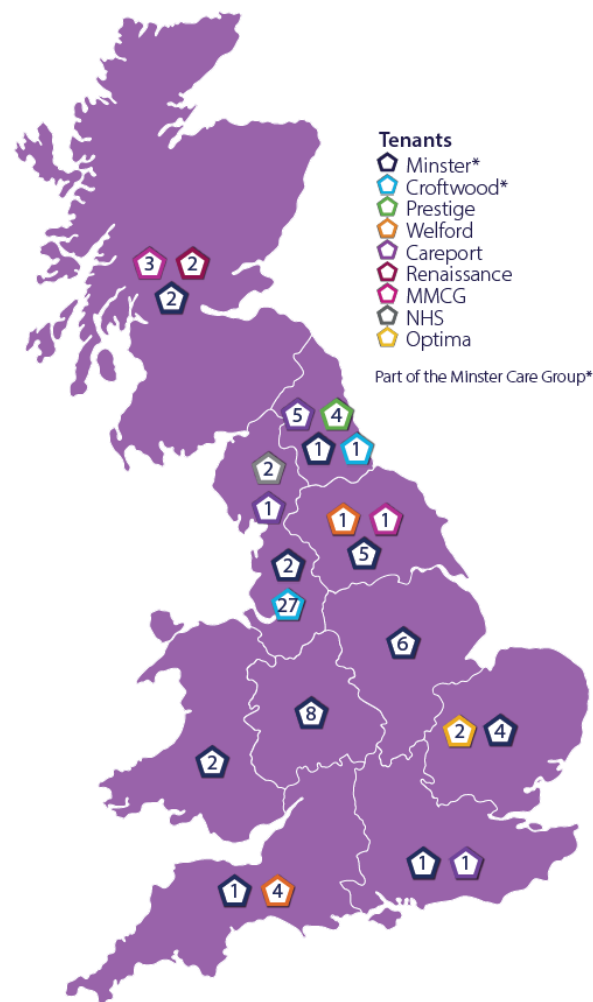 Tenants
Minster*
Croftwood*
Prestige
Welford
Careport
Renaissance
MMCG
NHS
Optima
Part of the Minster Care Group*
3 2
2
5 4
1 1
2
1
1 1
5
2
27
6
8
2 4
2
1 1
1 4